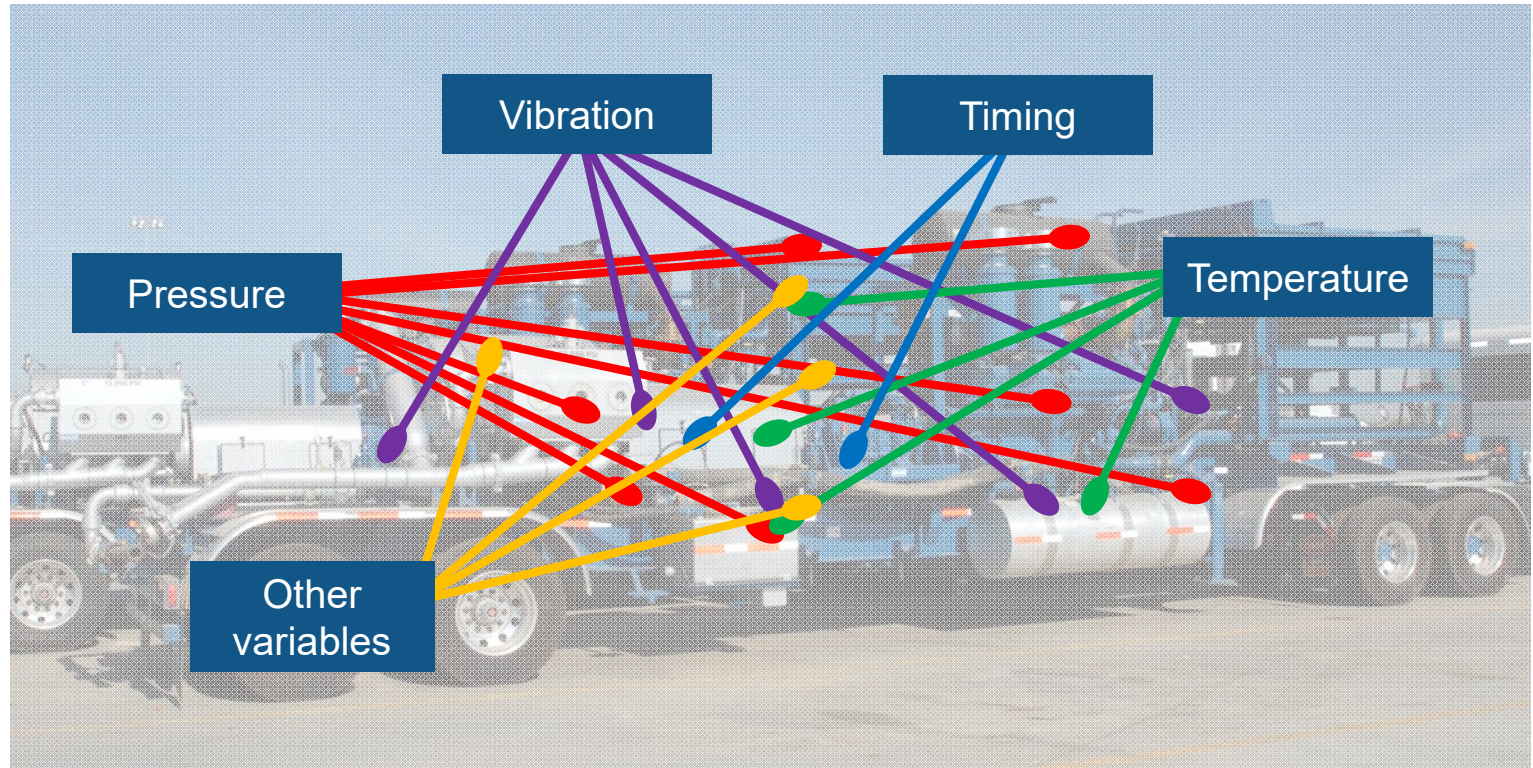 Vibration
Timing
Pressure
Temperature
Other
variables